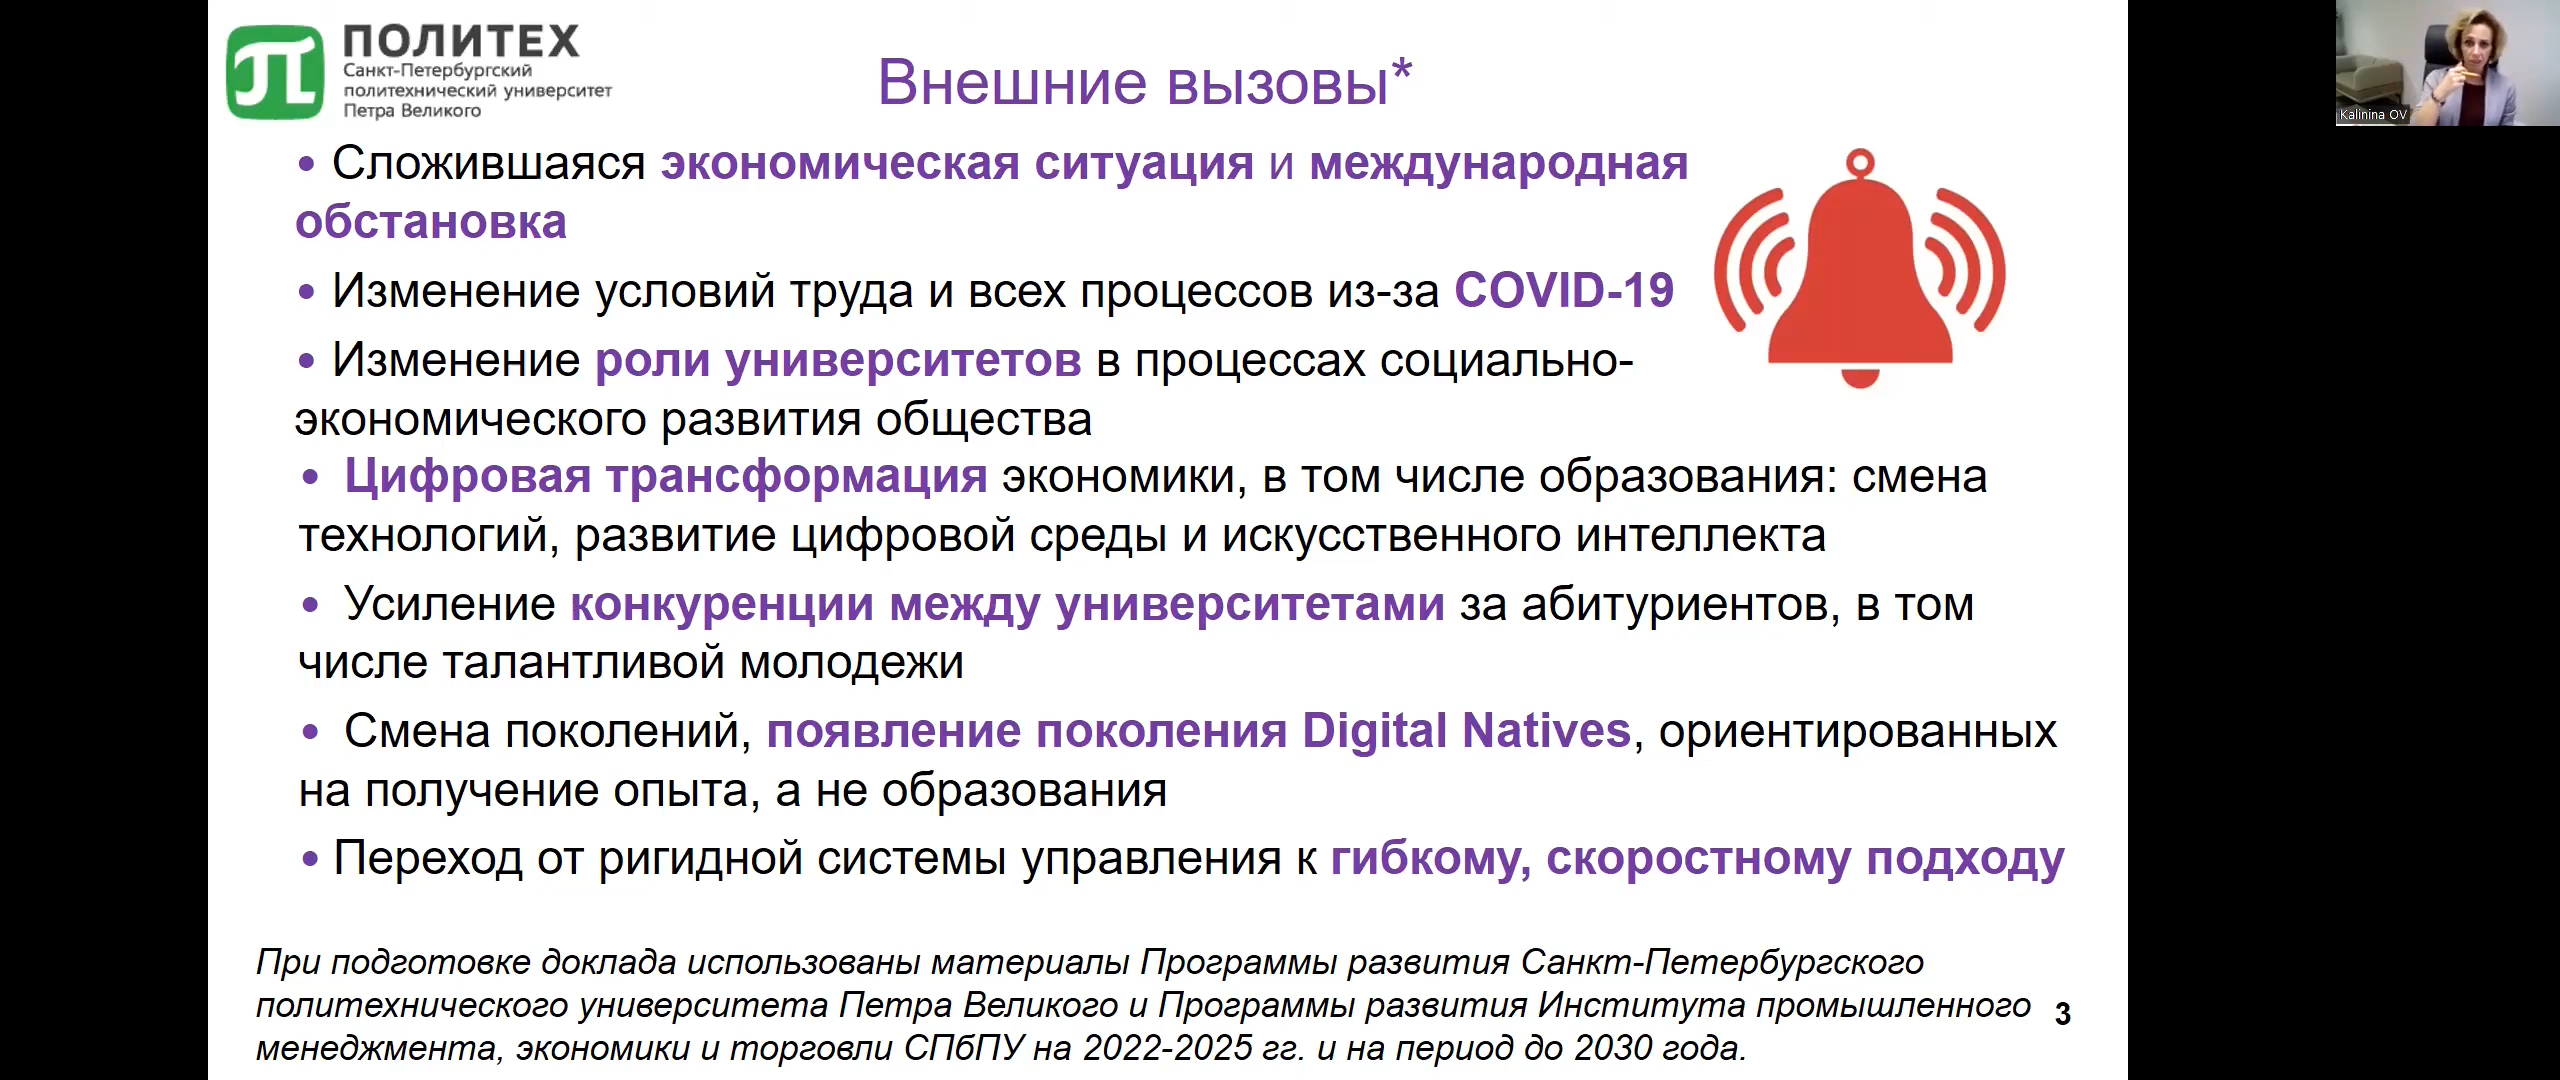 ПОЛИТЕХ
Санкт-Петербургский
политехнический университет
Петра Великого
Внешние вызовы*
Kalinina OV
• Сложившаяся экономическая ситуация и международная
обстановка
• Изменение условий труда и всех процессов из-за COVID-19
• Изменение роли университетов в процессах социально-
экономического развития общества
• Цифровая трансформация экономики, в том числе образования: смена
технологий, развитие цифровой среды и искусственного интеллекта
• Усиление конкуренции между университетами за абитуриентов, в том
числе талантливой молодежи
• Смена поколений, появление поколения Digital Natives, ориентированных
на получение опыта, а не образования
• Переход от ригидной системы управления к гибкому, скоростному подходу
При подготовке доклада использованы материалы Программы развития Санкт-Петербургского
политехнического университета Петра Великого и Программы развития Института промышленного
менеджмента, экономики и торговли СПбПУ на 2022-2025 гг. и на период до 2030 года.
3